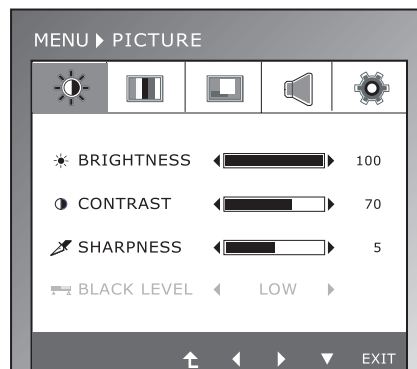 MENU ▶ PICTURE
BRIGHTNESS 100
CONTRAST 70
SHARPNESS 5
BLACK LEVEL LOW
EXIT